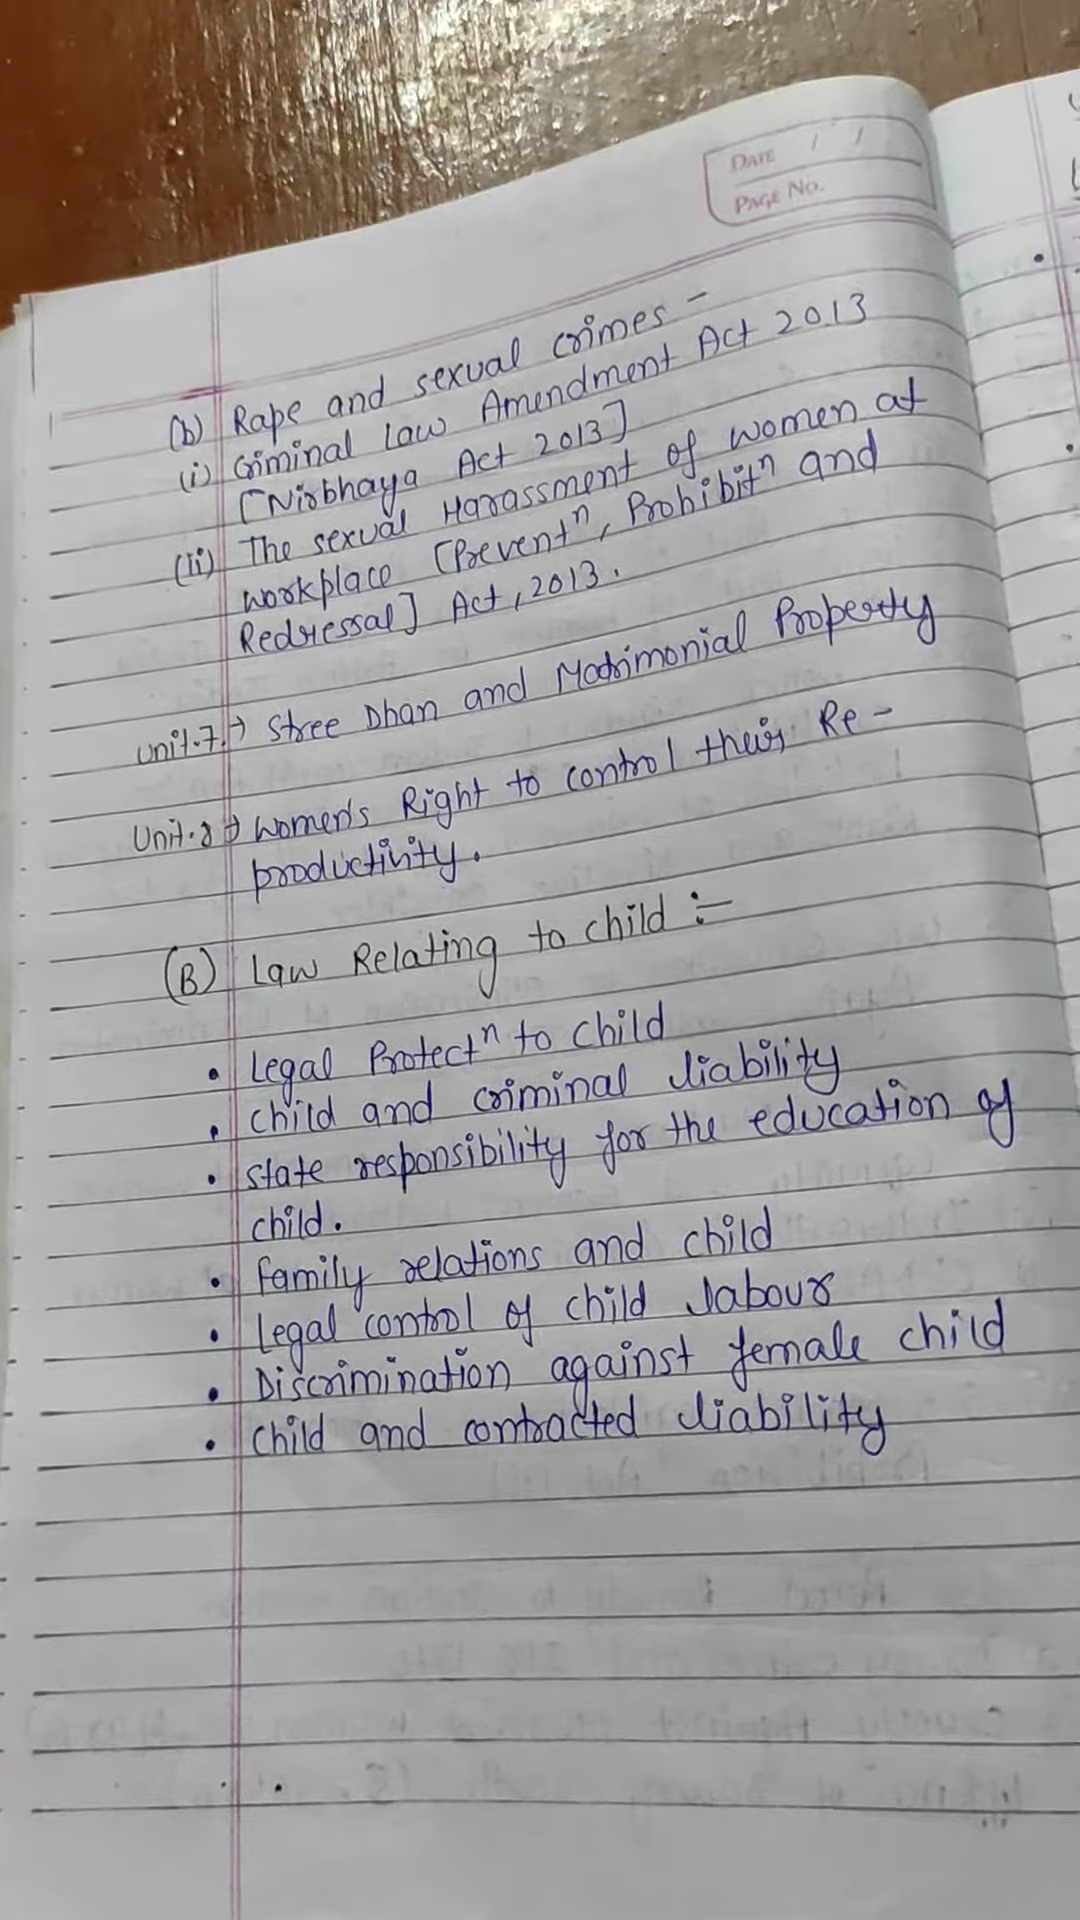 DATE / /
PAGE NO.
(b) Rape and sexual crimes -
(i) Criminal Law Amendment Act 2013
[Nirbhaya Act 2013]
(ii) The sexual Harassment of women at
workplace [Preventⁿ, Prohibitⁿ and
Redressal] Act, 2013.
Unit.7.→ Stree Dhan and Matrimonial Property
Unit.8→ Women's Right to control their Re-
productivity.
(B) Law Relating to child :-
• Legal Protectⁿ to child
• child and criminal liability
• state responsibility for the education of
child.
• family relations and child
• Legal control of child labour
• Discrimination against female child
• child and contracted liability